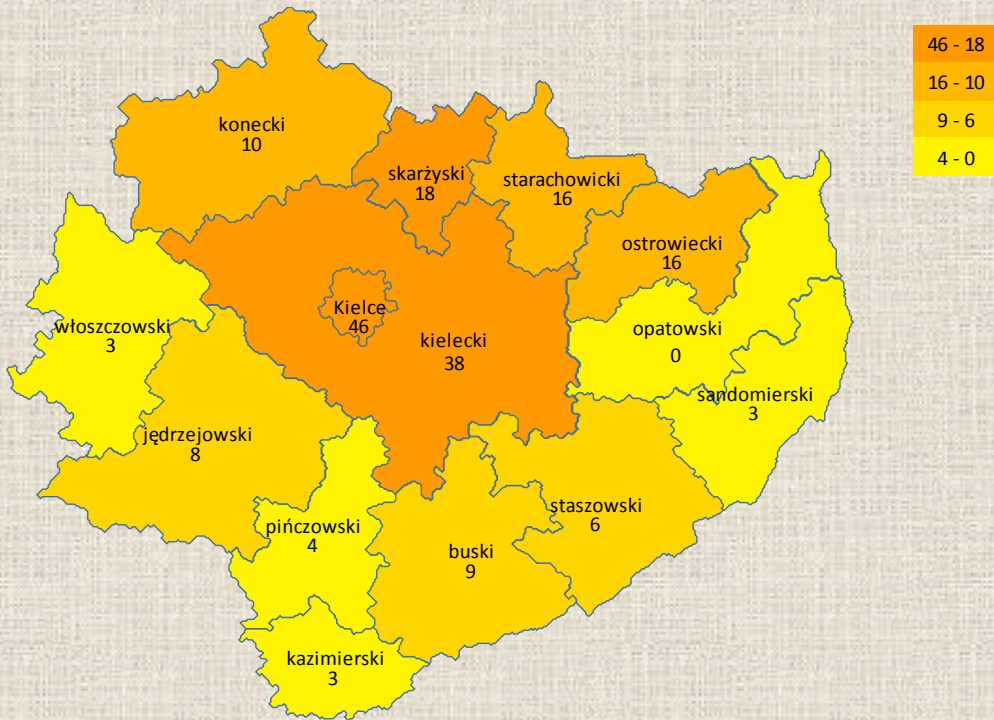 46 - 18
16 - 10
9 - 6
4 - 0
konecki
10
skarżyski
18
starachowicki
16
ostrowiecki
16
Kielce
46
kielecki
38
opatowski
0
włoszczowski
3
sandomierski
3
jędrzejowski
8
staszowski
6
pińczowski
4
buski
9
kazimierski
3